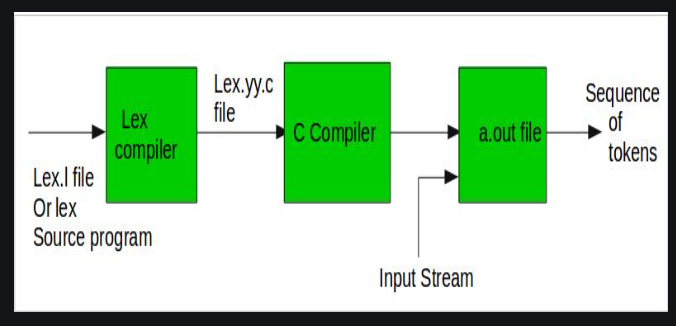 Lex.l file
Or lex
Source program
Lex
compiler
Lex.yy.c
file
C Compiler
a.out file
Input Stream
Sequence
of
tokens